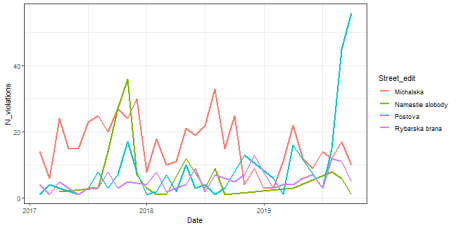 N_violations
40
20
0
2017
2018
2019
Date
Street_edit
Michalska
Namestie slobody
Postova
Rybarska brana